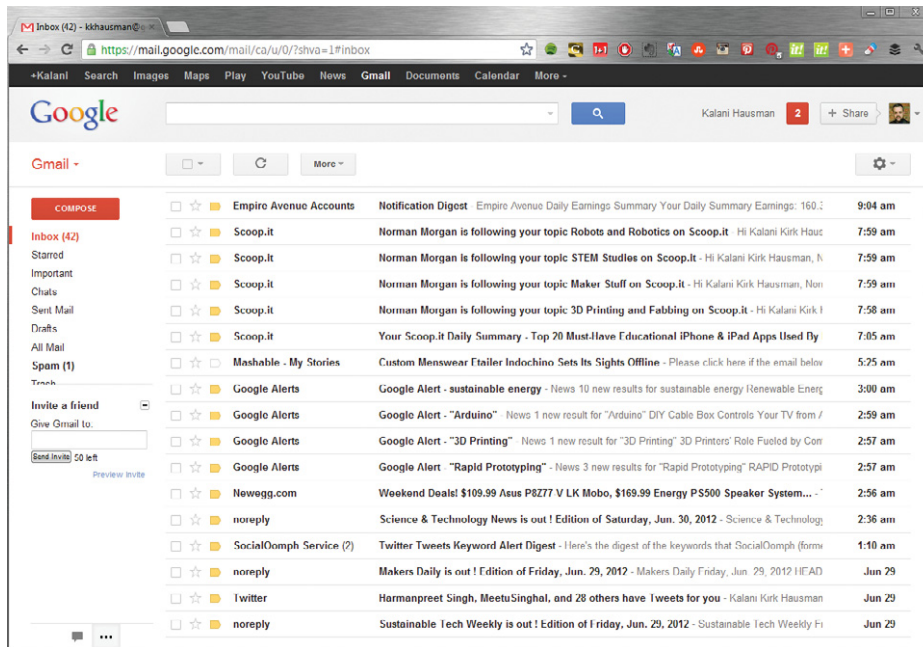 Inbox (42) - kkhausman@g
https://mail.google.com/mail/ca/u/0/?shva=1#inbox
+Kalani Search Images Maps Play YouTube News Gmail Documents Calendar More
Google
Kalani Hausman 2 + Share
Gmail
More
COMPOSE
Inbox (42)
Starred
Important
Chats
Sent Mail
Drafts
All Mail
Spam (1)
Trash
Invite a friend
Give Gmail to:
Send Invite 50 left
Preview Invite
Empire Avenue Accounts Notification Digest - Empire Avenue Daily Earnings Summary Your Daily Summary Earnings: 160.3 9:04 am
Scoop.it Norman Morgan is following your topic Robots and Robotics on Scoop.it - Hi Kalani Kirk Hauc 7:59 am
Scoop.It Norman Morgan is following your topic STEM Studies on Scoop.it - Hi Kalani Kirk Hausman, N 7:59 am
Scoop.it Norman Morgan is following your topic Maker Stuff on Scoop.it - Hi Kalani Kirk Hausman, Non 7:59 am
Scoop.it Norman Morgan is following your topic 3D Printing and Fabbing on Scoop.it - Hi Kalani Kirk H 7:58 am
Scoop.it Your Scoop.it Daily Summary - Top 20 Must-Have Educational iPhone & iPad Apps Used By 7:05 am
Mashable - My Stories Custom Menswear Etailer Indochino Sets Its Sights Offline - Please click here if the email below 5:25 am
Google Alerts Google Alert - sustainable energy - News 10 new results for sustainable energy Renewable Energ 3:00 am
Google Alerts Google Alert - "Arduino" - News 1 new result for "Arduino" DIY Cable Box Controls Your TV from 2:59 am
Google Alerts Google Alert - "3D Printing" - News 1 new result for "3D Printing" 3D Printers' Role Fueled by Com 2:57 am
Google Alerts Google Alert - "Rapid Prototyping" - News 3 new results for "Rapid Prototyping" RAPID Prototypi 2:57 am
Newegg.com Weekend Deals! $109.99 Asus P8Z77 V LK Mobo, $169.99 Energy PS500 Speaker System... - 2:56 am
noreply Science & Technology News is out ! Edition of Saturday, Jun. 30, 2012 - Science & Technology 2:36 am
SocialOomph Service (2) Twitter Tweets Keyword Alert Digest - Here's the digest of the keywords that SocialOomph (forme 1:10 am
noreply Makers Daily is out ! Edition of Friday, Jun. 29, 2012 - Makers Daily Friday, Jun. 29, 2012 HEAD Jun 29
Twitter Harmanpreet Singh, MeetuSinghal, and 28 others have Tweets for you - Kalani Kirk Hausman Jun 29
noreply Sustainable Tech Weekly is out ! Edition of Friday, Jun. 29, 2012 - Sustainable Tech Weekly Fr Jun 29